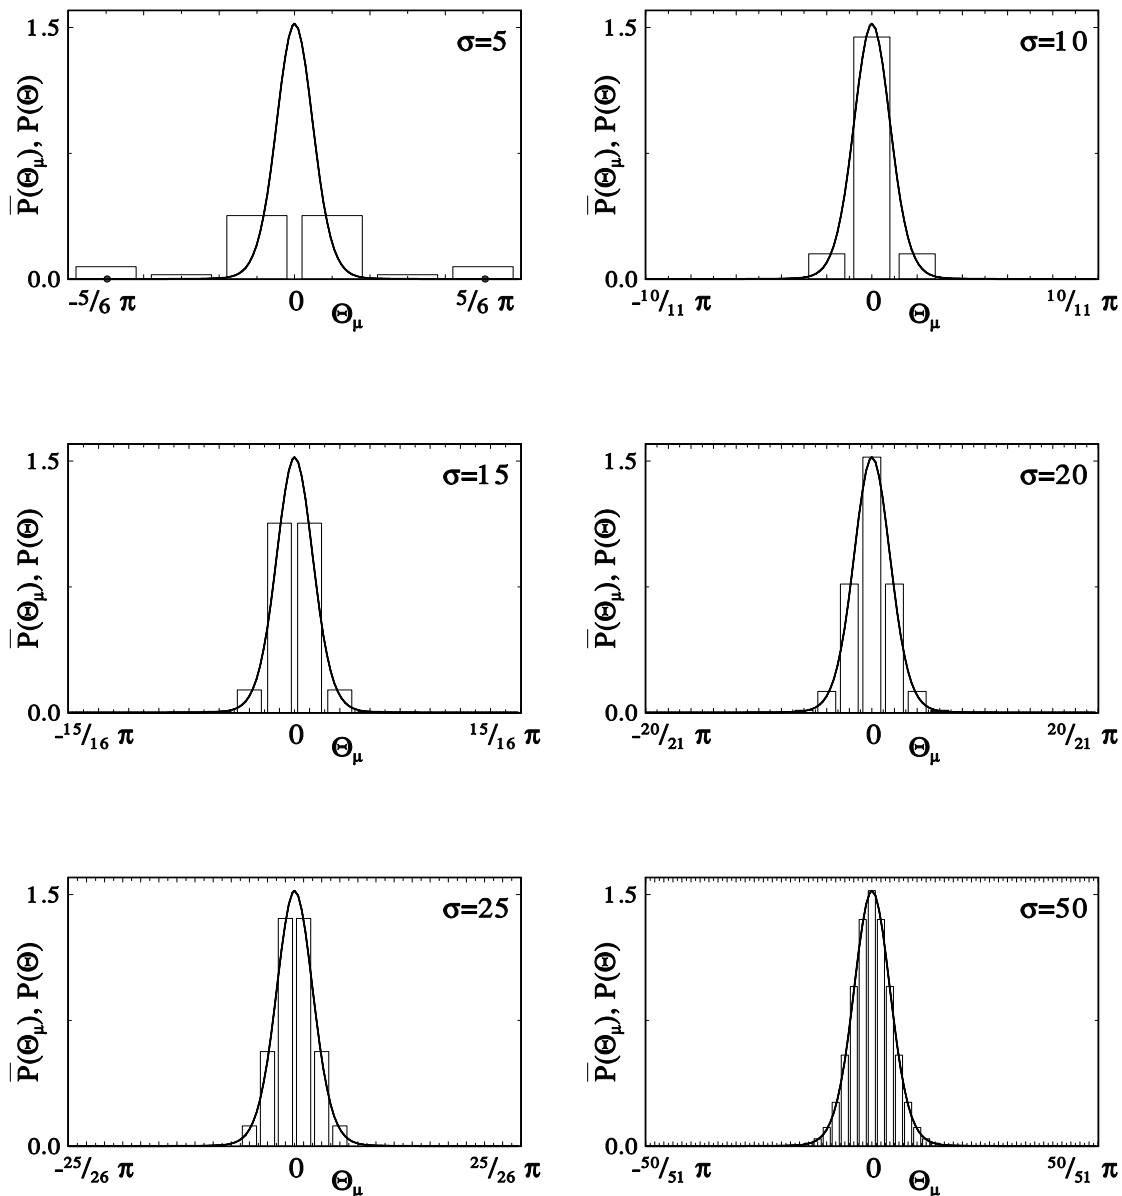 1.5
σ=5
P̅(Θμ), P(Θ)
0.0
-5/6 π
0
5/6 π
Θμ
1.5
σ=10
P̅(Θμ), P(Θ)
0.0
-10/11 π
0
10/11 π
Θμ
1.5
σ=15
P̅(Θμ), P(Θ)
0.0
-15/16 π
0
15/16 π
Θμ
1.5
σ=20
P̅(Θμ), P(Θ)
0.0
-20/21 π
0
20/21 π
Θμ
1.5
σ=25
P̅(Θμ), P(Θ)
0.0
-25/26 π
0
25/26 π
Θμ
1.5
σ=50
P̅(Θμ), P(Θ)
0.0
-50/51 π
0
50/51 π
Θμ